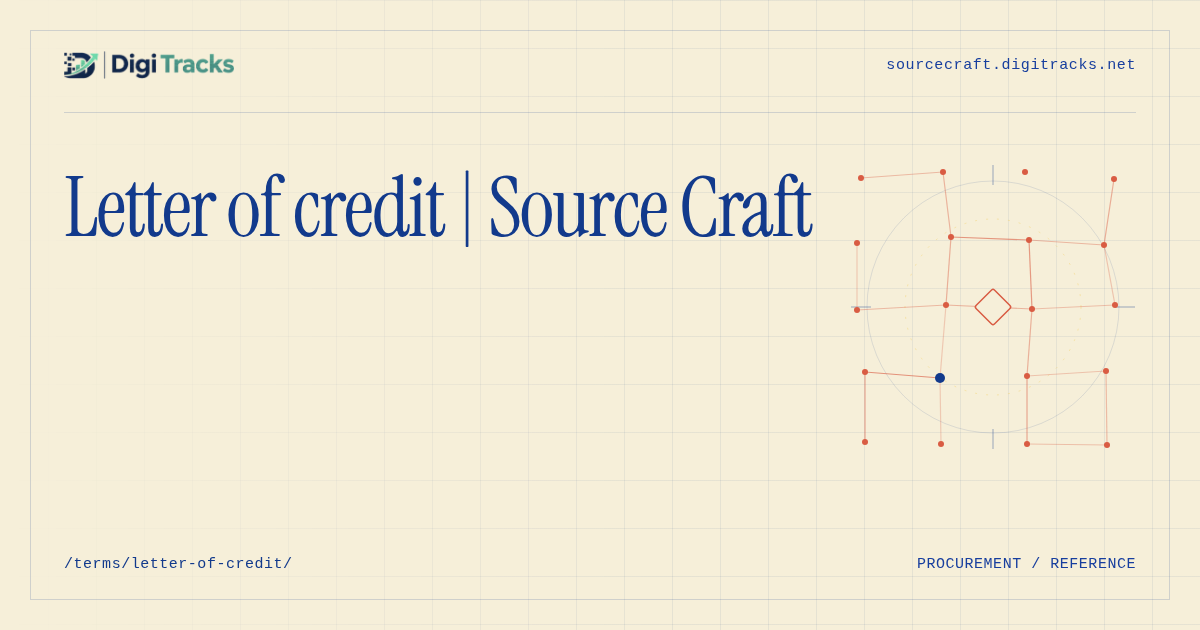 Digi Tracks
sourcecraft.digitracks.net
Letter of credit | Source Craft
/terms/letter-of-credit/
PROCUREMENT / REFERENCE